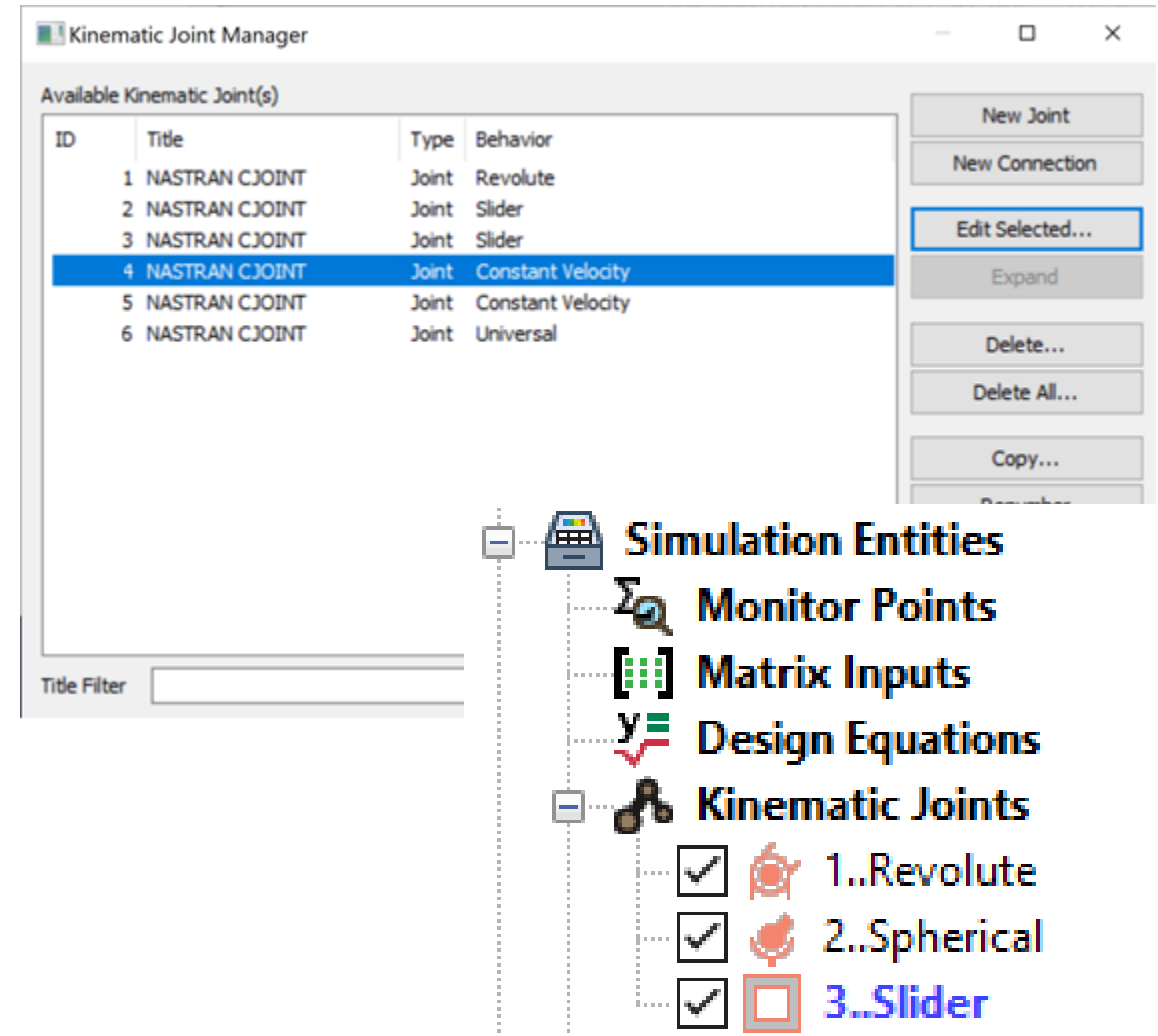 Kinematic Joint Manager
Available Kinematic Joint(s)
ID Title Type Behavior
1 NASTRAN CJOINT Joint Revolute
2 NASTRAN CJOINT Joint Slider
3 NASTRAN CJOINT Joint Slider
4 NASTRAN CJOINT Joint Constant Velocity
5 NASTRAN CJOINT Joint Constant Velocity
6 NASTRAN CJOINT Joint Universal
Title Filter
New Joint
New Connection
Edit Selected...
Expand
Delete...
Delete All...
Copy...
Simulation Entities
Monitor Points
Matrix Inputs
Design Equations
Kinematic Joints
1..Revolute
2..Spherical
3..Slider